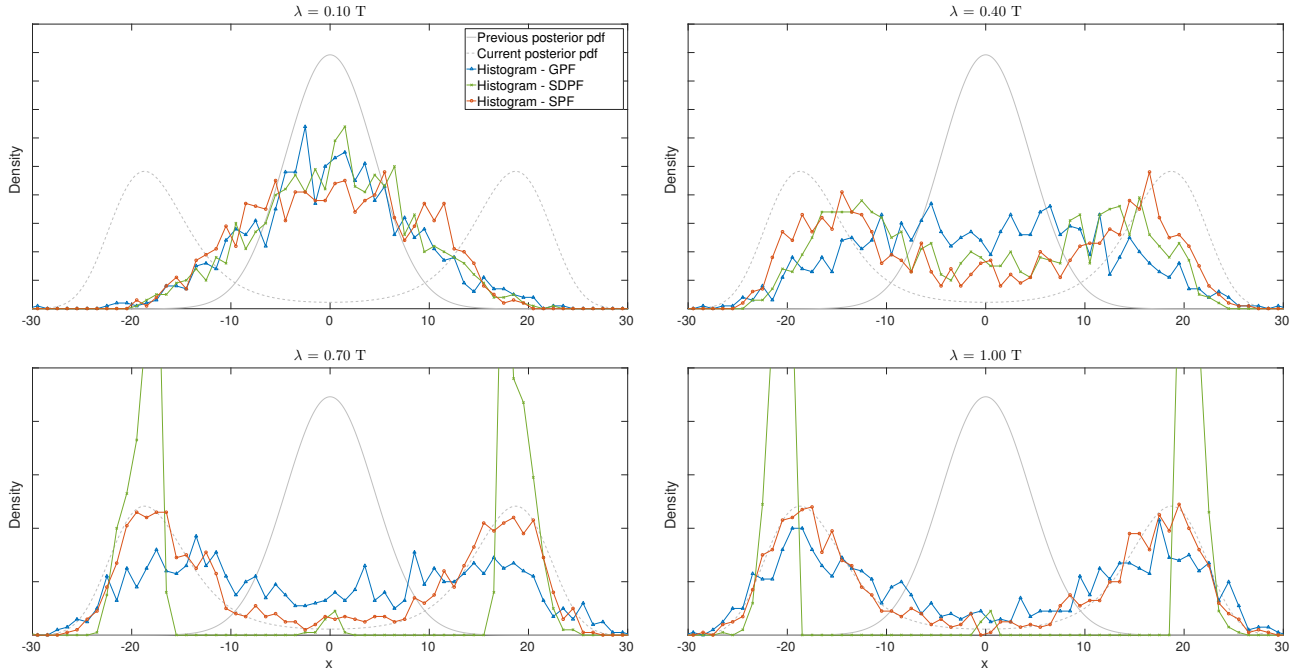 λ = 0.10 T
Density
Previous posterior pdf
Current posterior pdf
Histogram - GPF
Histogram - SDPF
Histogram - SPF
-30 -20 -10 0 10 20 30
λ = 0.40 T
Density
-30 -20 -10 0 10 20 30
λ = 0.70 T
Density
-30 -20 -10 0 10 20 30
x
λ = 1.00 T
Density
-30 -20 -10 0 10 20 30
x